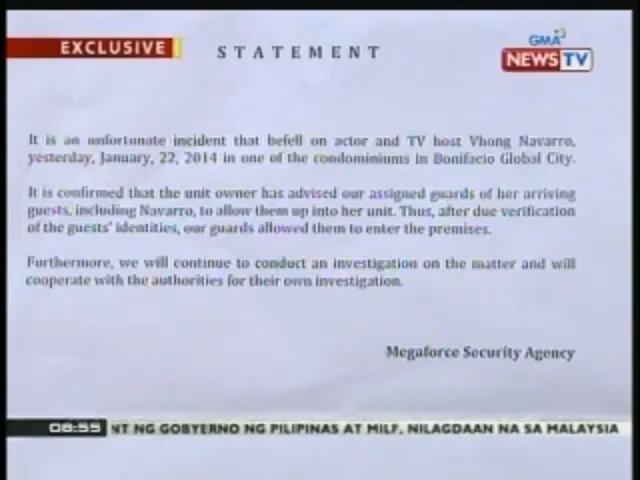 EXCLUSIVE
STATEMENT
GMA
NEWS TV
It is an unfortunate incident that befell on actor and TV host Vhong Navarro,
yesterday, January, 22, 2014 in one of the condominiums in Bonifacio Global City.
It is confirmed that the unit owner has advised our assigned guards of her arriving
guests, including Navarro, to allow them up into her unit. Thus, after due verification
of the guests' identities, our guards allowed them to enter the premises.
Furthermore, we will continue to conduct an investigation on the matter and will
cooperate with the authorities for their own investigation.
Megaforce Security Agency
08:55 NT NG GOBYERNO NG PILIPINAS AT MILF, NILAGDAAN NA SA MALAYSIA